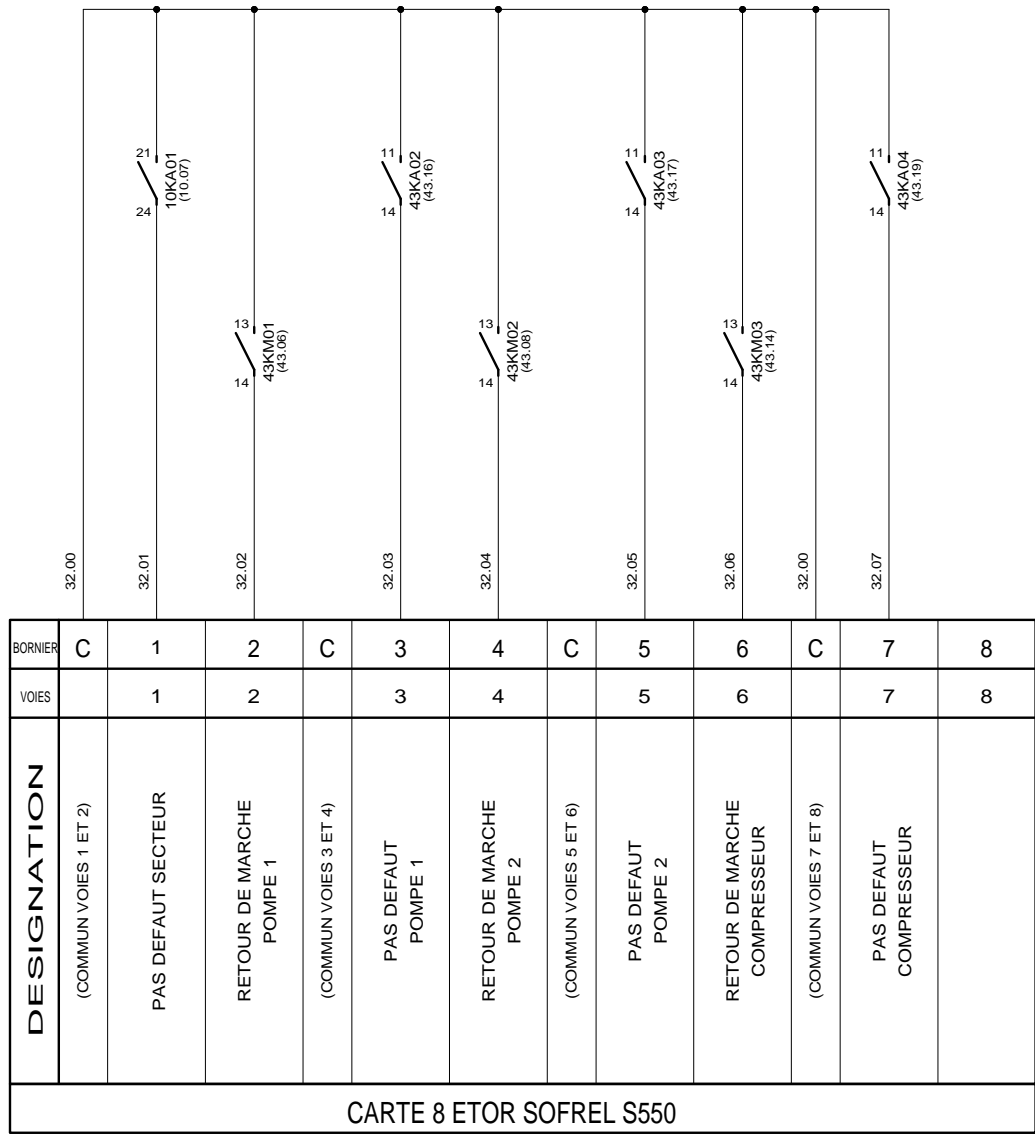 21
10KA01
(10.07)
24
11
43KA02
(43.16)
14
11
43KA03
(43.17)
14
11
43KA04
(43.19)
14
13
43KM01
(43.06)
14
13
43KM02
(43.08)
14
13
43KM03
(43.14)
14
32.00
32.01
32.02
32.03
32.04
32.05
32.06
32.00
32.07
BORNIER C 1 2 C 3 4 C 5 6 C 7 8
VOIES 1 2 3 4 5 6 7 8
DESIGNATION
(COMMUN VOIES 1 ET 2)
PAS DEFAUT SECTEUR
RETOUR DE MARCHE
POMPE 1
(COMMUN VOIES 3 ET 4)
PAS DEFAUT
POMPE 1
RETOUR DE MARCHE
POMPE 2
(COMMUN VOIES 5 ET 6)
PAS DEFAUT
POMPE 2
RETOUR DE MARCHE
COMPRESSEUR
(COMMUN VOIES 7 ET 8)
PAS DEFAUT
COMPRESSEUR
CARTE 8 ETOR SOFREL S550